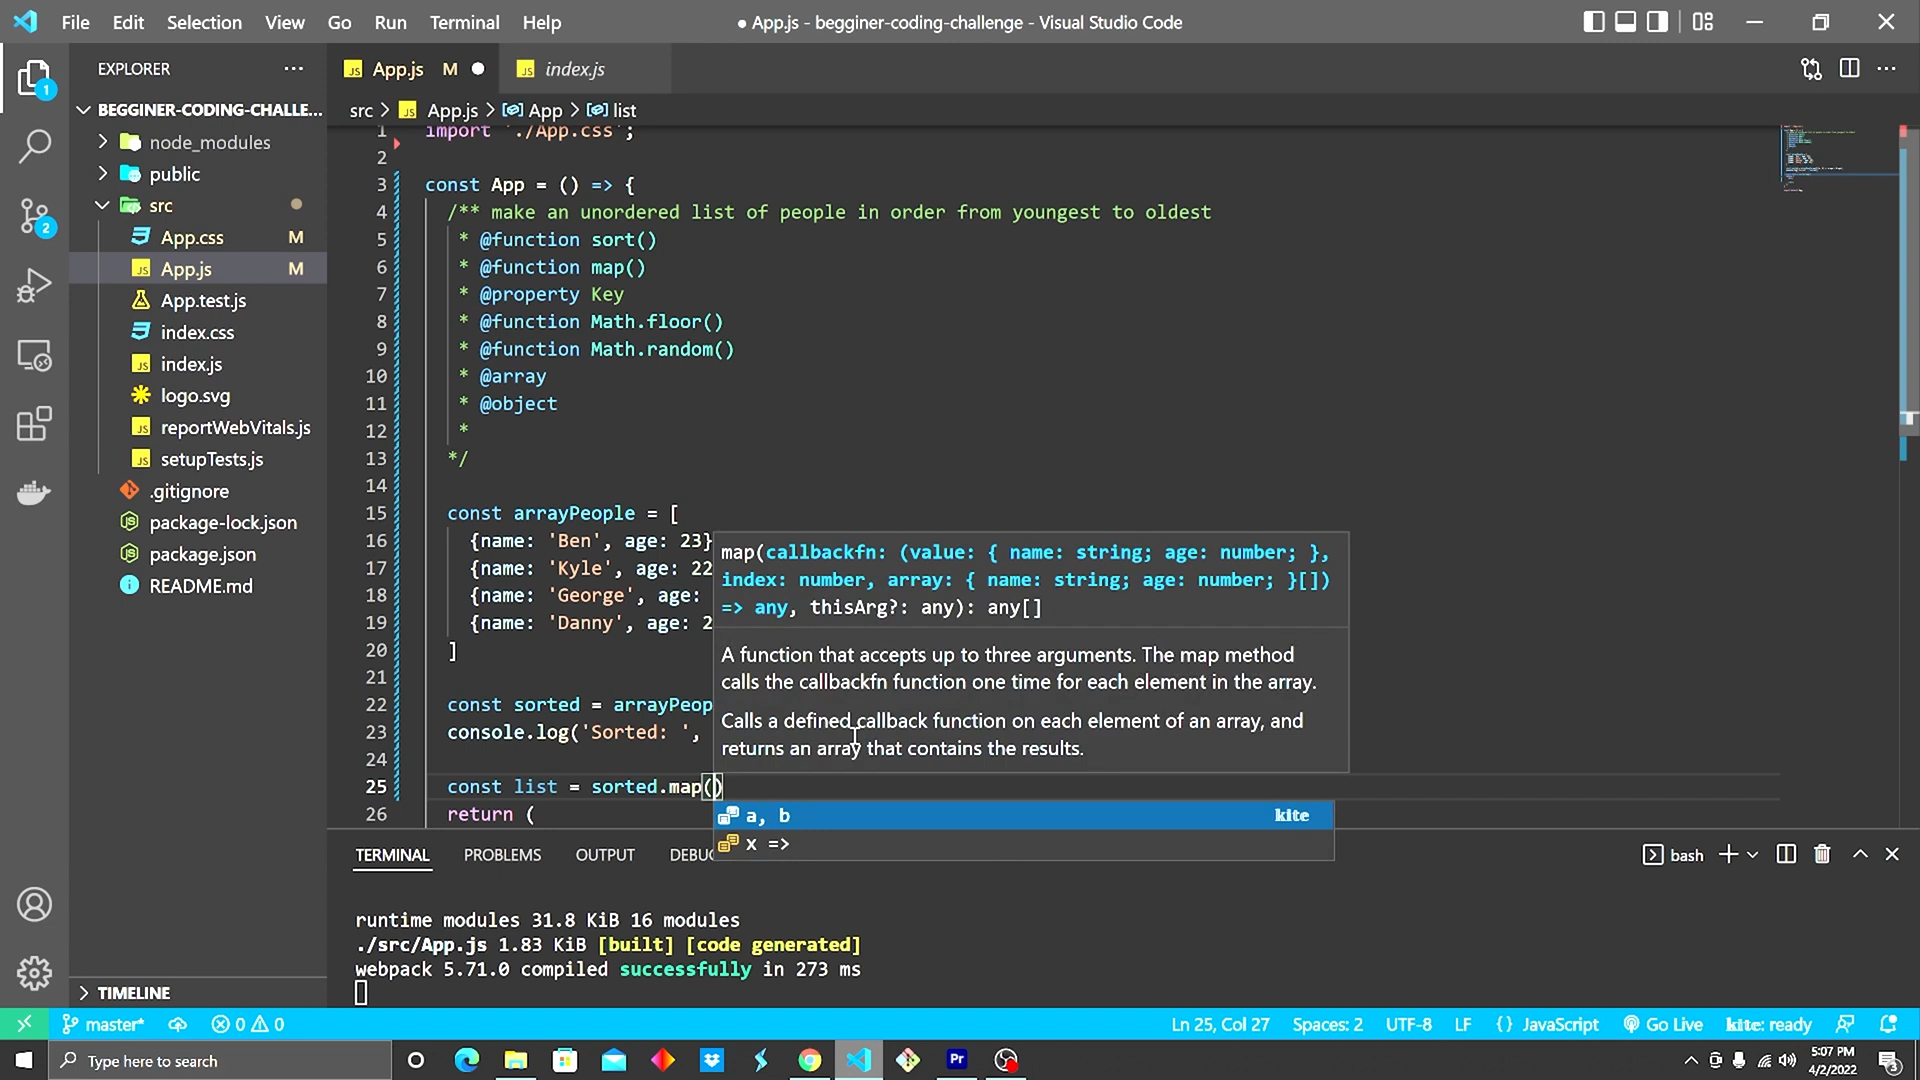 File Edit Selection View Go Run Terminal Help
● App.js - begginer-coding-challenge - Visual Studio Code
EXPLORER
BEGGINER-CODING-CHALLE...
node_modules
public
src
App.css M
App.js M
App.test.js
index.css
index.js
logo.svg
reportWebVitals.js
setupTests.js
.gitignore
package-lock.json
package.json
README.md
TIMELINE
1
2
App.js M
index.js
src > App.js > App > list
1 import './App.css';
2
3 const App = () => {
4 /** make an unordered list of people in order from youngest to oldest
5 * @function sort()
6 * @function map()
7 * @property Key
8 * @function Math.floor()
9 * @function Math.random()
10 * @array
11 * @object
12 *
13 */
14
15 const arrayPeople = [
16 {name: 'Ben', age: 23}
17 {name: 'Kyle', age: 22
18 {name: 'George', age:
19 {name: 'Danny', age: 2
20 ]
21
22 const sorted = arrayPeop
23 console.log('Sorted: ',
24
25 const list = sorted.map()
26 return (
map(callbackfn: (value: { name: string; age: number; },
index: number, array: { name: string; age: number; }[])
=> any, thisArg?: any): any[]
A function that accepts up to three arguments. The map method
calls the callbackfn function one time for each element in the array.
Calls a defined callback function on each element of an array, and
returns an array that contains the results.
a, b kite
x =>
TERMINAL PROBLEMS OUTPUT DEBUG
bash
runtime modules 31.8 KiB 16 modules
./src/App.js 1.83 KiB [built] [code generated]
webpack 5.71.0 compiled successfully in 273 ms
master* 0 0
Ln 25, Col 27 Spaces: 2 UTF-8 LF {} JavaScript Go Live kite: ready
Type here to search
Pr
5:07 PM
4/2/2022
3